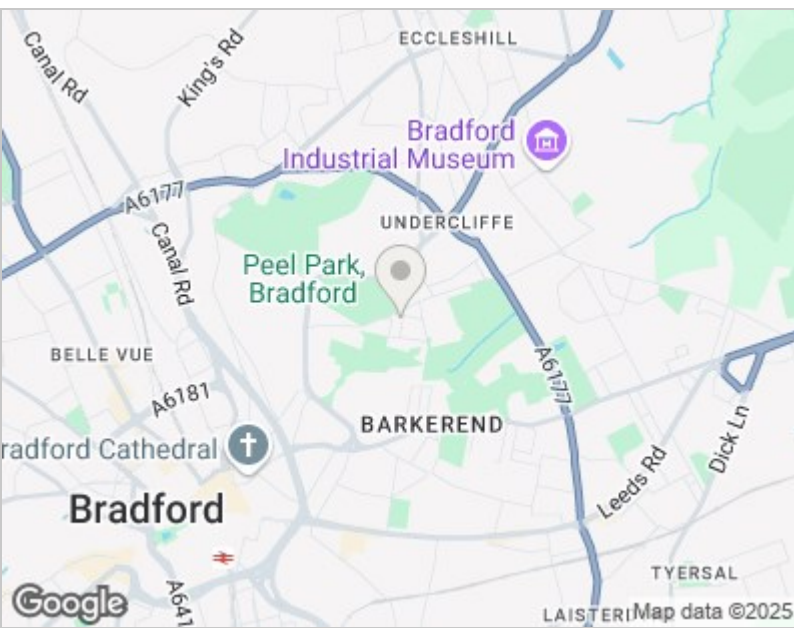 ECCLESHILL
Canal Rd
King's Rd
Bradford
Industrial Museum
A6177
UNDERCLIFFE
Canal Rd
Peel Park,
Bradford
BELLE VUE
A6181
A6177
BARKEREND
radford Cathedral
Dick Ln
Leeds Rd
Bradford
TYERSAL
A641
Google
LAISTERI
Map data ©2025